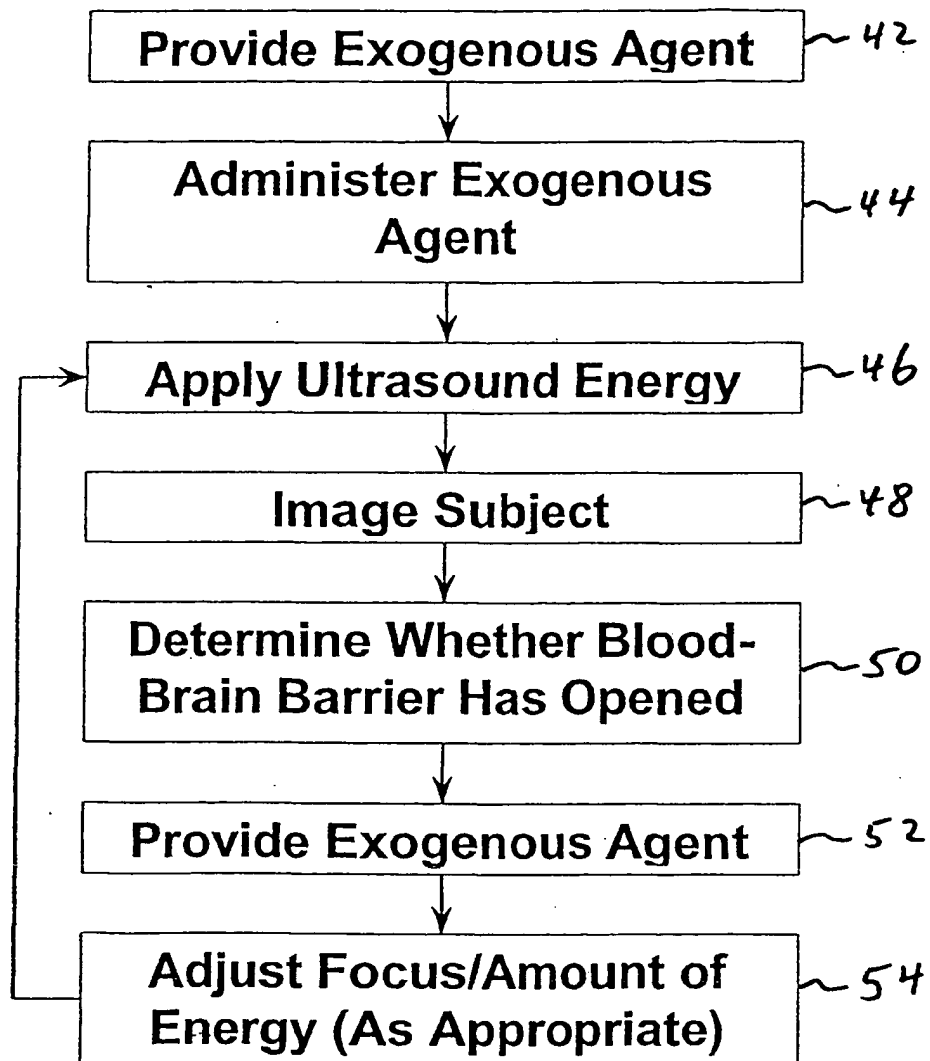 Provide Exogenous Agent 42
Administer Exogenous 44
Agent
Apply Ultrasound Energy 46
Image Subject 48
Determine Whether Blood- 50
Brain Barrier Has Opened
Provide Exogenous Agent 52
Adjust Focus/Amount of 54
Energy (As Appropriate)